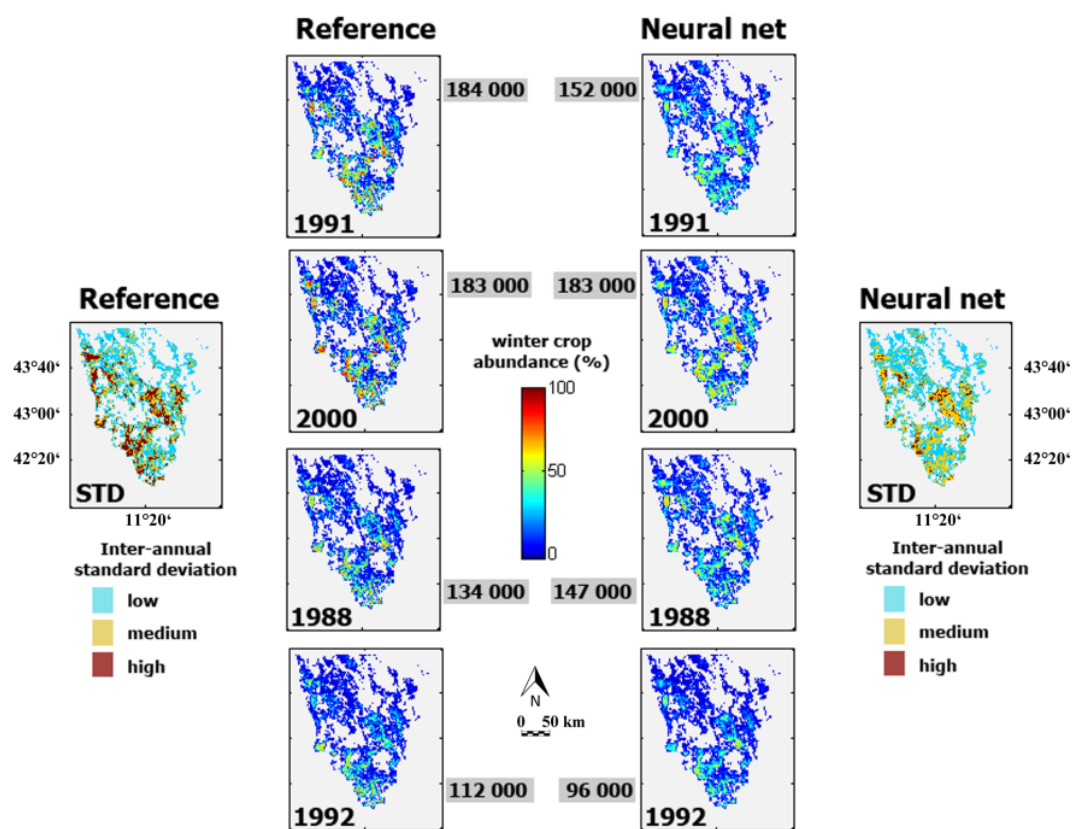 Reference
Neural net
184 000
152 000
1991
1991
183 000
183 000
2000
2000
winter crop
abundance (%)
100
50
0
Reference
43°40‘
43°00‘
42°20‘
STD
11°20‘
Inter-annual
standard deviation
low
medium
high
Neural net
43°40‘
43°00‘
42°20‘
STD
11°20‘
Inter-annual
standard deviation
low
medium
high
134 000
147 000
1988
1988
N
0 50 km
112 000
96 000
1992
1992